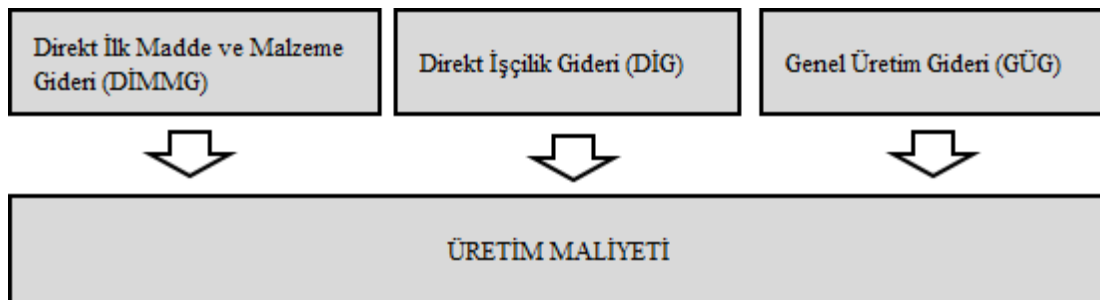 Direkt İlk Madde ve Malzeme
Gideri (DİMMG)
Direkt İşçilik Gideri (DİG)
Genel Üretim Gideri (GÜG)
ÜRETİM MALİYETİ